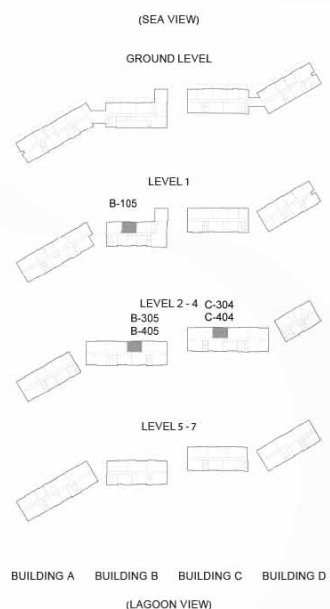 (SEA VIEW)
GROUND LEVEL
LEVEL 1
B-105
LEVEL 2 - 4
B-305
B-405
C-304
C-404
LEVEL 5 - 7
BUILDING A BUILDING B BUILDING C BUILDING D
(LAGOON VIEW)